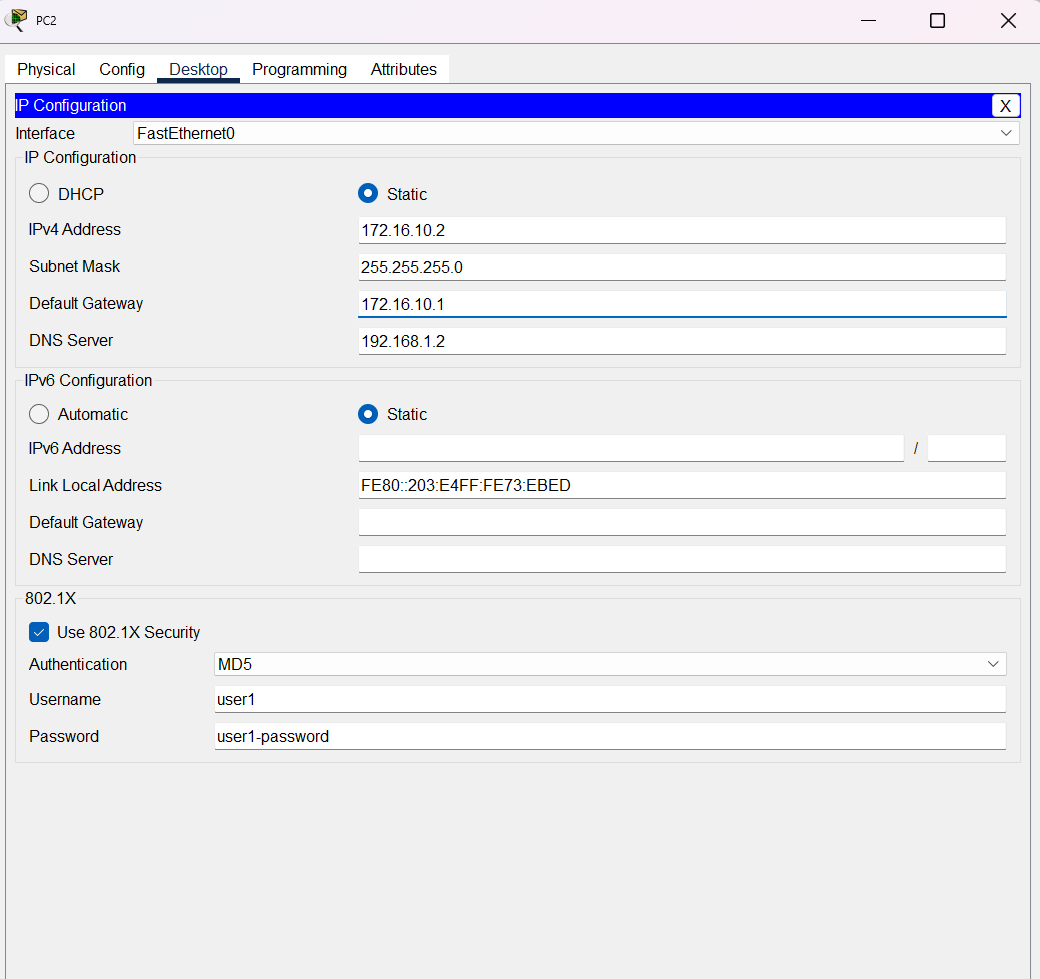 PC2
Physical Config Desktop Programming Attributes
IP Configuration X
Interface FastEthernet0
IP Configuration
DHCP Static
IPv4 Address 172.16.10.2
Subnet Mask 255.255.255.0
Default Gateway 172.16.10.1
DNS Server 192.168.1.2
IPv6 Configuration
Automatic Static
IPv6 Address /
Link Local Address FE80::203:E4FF:FE73:EBED
Default Gateway
DNS Server
802.1X
Use 802.1X Security
Authentication MD5
Username user1
Password user1-password